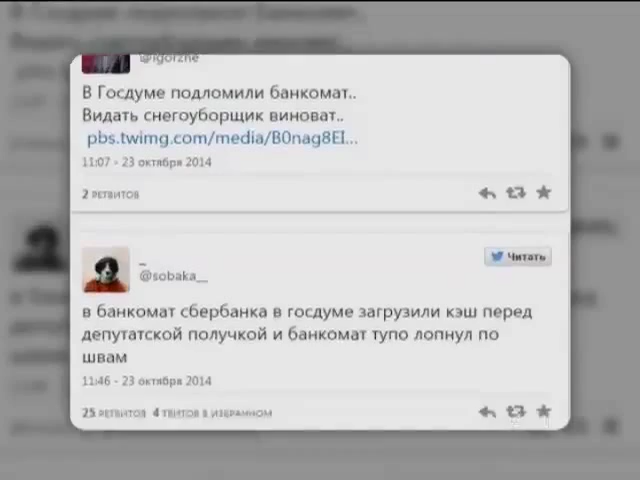 @igorzhe
В Госдуме подломили банкомат..
Видать снегоуборщик виноват..
pbs.twimg.com/media/B0nag8EI...
11:07 - 23 октября 2014
2 РЕТВИТОВ
_
Читать
@sobaka__
в банкомат сбербанка в госдуме загрузили кэш перед
депутатской получкой и банкомат тупо лопнул по
швам
11:46 - 23 октября 2014
25 РЕТВИТОВ 4 ТВИТОВ В ИЗБРАННОМ